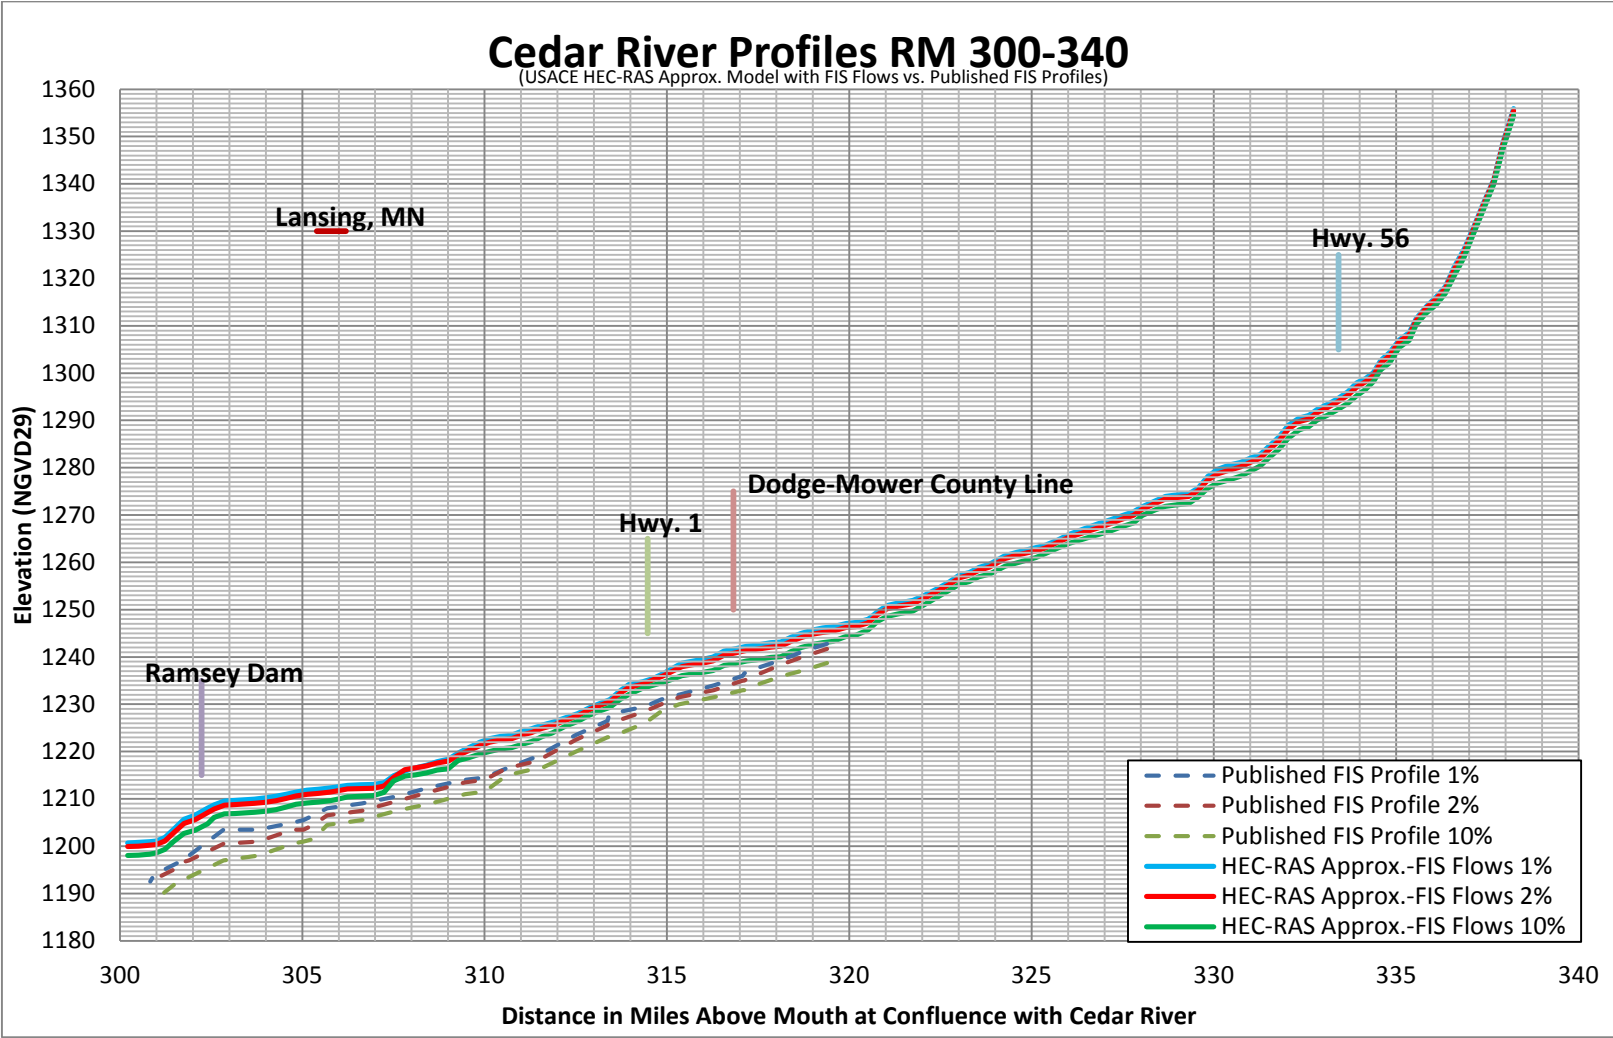 Cedar River Profiles RM 300-340
(USACE HEC-RAS Approx. Model with FIS Flows vs. Published FIS Profiles)
1360
1350
1340
1330
1320
1310
1300
1290
1280
1270
1260
1250
1240
1230
1220
1210
1200
1190
1180
Elevation (NGVD29)
Lansing, MN
Hwy. 56
Dodge-Mower County Line
Hwy. 1
Ramsey Dam
Published FIS Profile 1%
Published FIS Profile 2%
Published FIS Profile 10%
HEC-RAS Approx.-FIS Flows 1%
HEC-RAS Approx.-FIS Flows 2%
HEC-RAS Approx.-FIS Flows 10%
300 305 310 315 320 325 330 335 340
Distance in Miles Above Mouth at Confluence with Cedar River